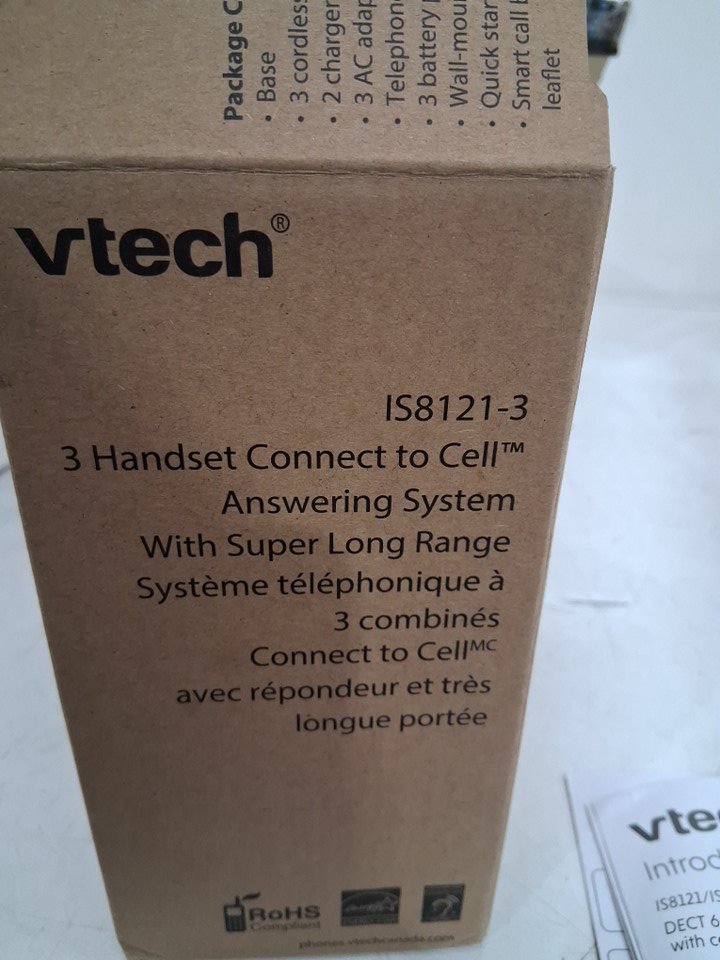 Package C
• Base
• 3 cordless
• 2 charger
• 3 AC adap
• Telephon
• 3 battery
• Wall-mou
• Quick star
• Smart call
leaflet
vtech®
IS8121-3
3 Handset Connect to Cell™
Answering System
With Super Long Range
Système téléphonique à
3 combinés
Connect to Cellᴹᶜ
avec répondeur et très
longue portée
RoHS
Compliant
phones.vtechcanada.com
vte
Introd
IS8121/IS
DECT 6
with c